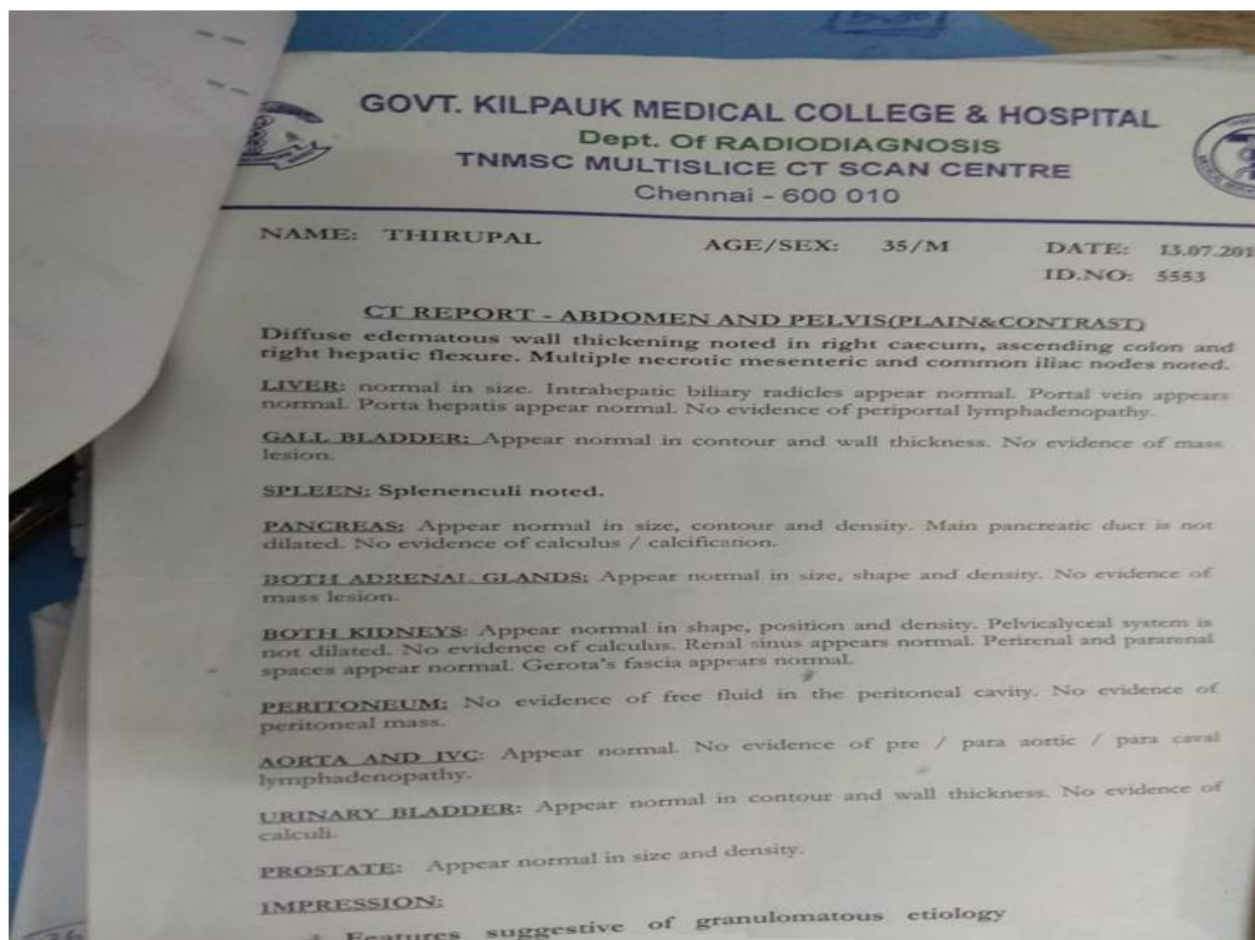 GOVT. KILPAUK MEDICAL COLLEGE & HOSPITAL
Dept. Of RADIODIAGNOSIS
TNMSC MULTISLICE CT SCAN CENTRE
Chennai - 600 010
NAME: THIRUPAL AGE/SEX: 35/M DATE: 13.07.201
ID.NO: 5553
CT REPORT - ABDOMEN AND PELVIS(PLAIN&CONTRAST)
Diffuse edematous wall thickening noted in right caecum, ascending colon and
right hepatic flexure. Multiple necrotic mesenteric and common iliac nodes noted.
LIVER: normal in size. Intrahepatic biliary radicles appear normal. Portal vein appears
normal. Porta hepatis appear normal. No evidence of periportal lymphadenopathy.
GALL BLADDER: Appear normal in contour and wall thickness. No evidence of mass
lesion.
SPLEEN: Splenenculi noted.
PANCREAS: Appear normal in size, contour and density. Main pancreatic duct is not
dilated. No evidence of calculus / calcification.
BOTH ADRENAL GLANDS: Appear normal in size, shape and density. No evidence of
mass lesion.
BOTH KIDNEYS: Appear normal in shape, position and density. Pelvicalyceal system is
not dilated. No evidence of calculus. Renal sinus appears normal. Perirenal and pararenal
spaces appear normal. Gerota's fascia appears normal.
PERITONEUM: No evidence of free fluid in the peritoneal cavity. No evidence of
peritoneal mass.
AORTA AND IVC: Appear normal. No evidence of pre / para aortic / para caval
lymphadenopathy.
URINARY BLADDER: Appear normal in contour and wall thickness. No evidence of
calculi.
PROSTATE: Appear normal in size and density.
IMPRESSION:
Features suggestive of granulomatous etiology